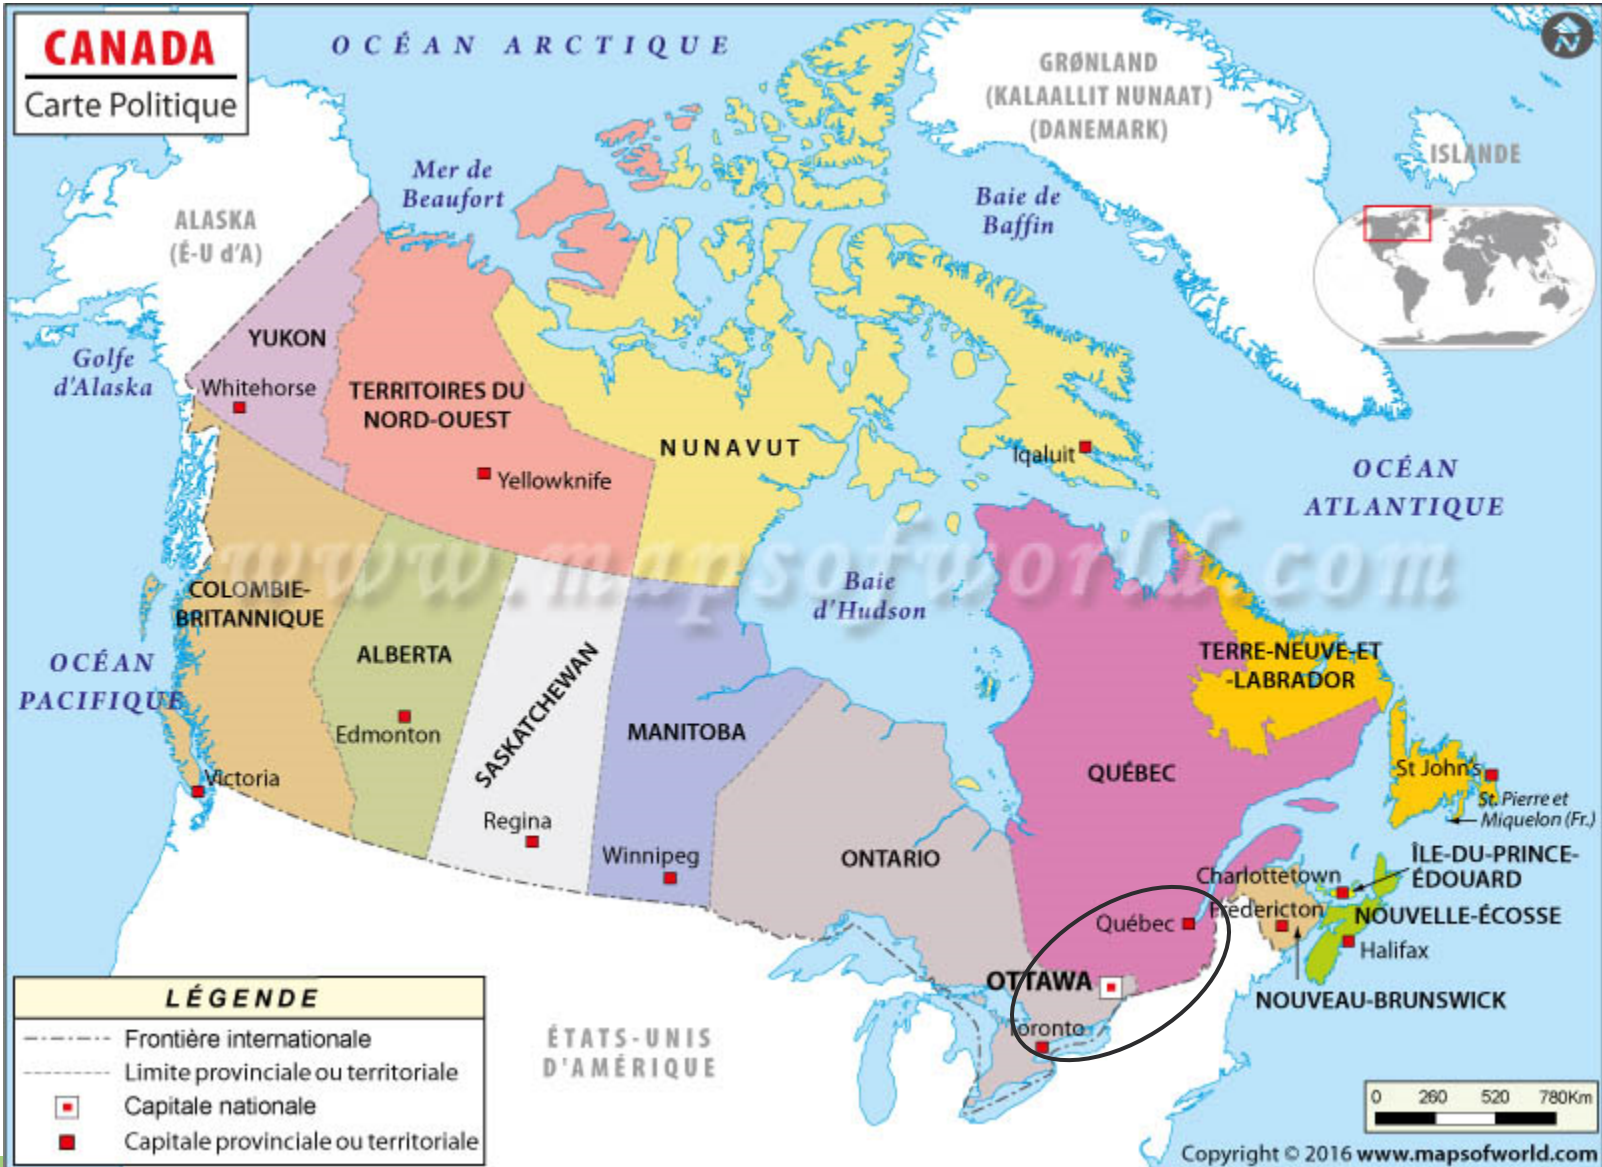 CANADA
Carte Politique
OCÉAN ARCTIQUE
GRØNLAND
(KALAALLIT NUNAAT)
(DANEMARK)
N
ISLANDE
Mer de
Beaufort
Baie de
Baffin
ALASKA
(É-U d'A)
Golfe
d'Alaska
YUKON
Whitehorse
TERRITOIRES DU
NORD-OUEST
Yellowknife
NUNAVUT
Iqaluit
OCÉAN
ATLANTIQUE
www.mapsofworld.com
COLOMBIE-
BRITANNIQUE
Baie
d'Hudson
OCÉAN
PACIFIQUE
ALBERTA
Edmonton
SASKATCHEWAN
MANITOBA
TERRE-NEUVE-ET
-LABRADOR
Victoria
Regina
Winnipeg
ONTARIO
QUÉBEC
St John's
St. Pierre et
Miquelon (Fr.)
ÎLE-DU-PRINCE-
ÉDOUARD
Charlottetown
Fredericton
NOUVELLE-ÉCOSSE
Halifax
Québec
OTTAWA
NOUVEAU-BRUNSWICK
Toronto
ÉTATS-UNIS
D'AMÉRIQUE
LÉGENDE
Frontière internationale
Limite provinciale ou territoriale
Capitale nationale
Capitale provinciale ou territoriale
0 260 520 780Km
Copyright © 2016 www.mapsofworld.com